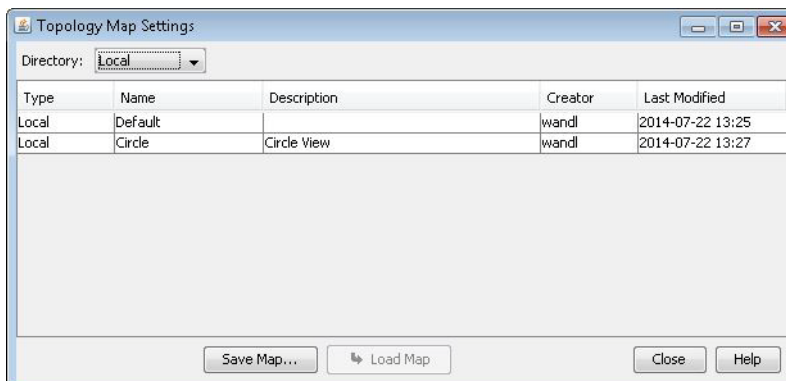 Topology Map Settings
Directory: Local
Type Name Description Creator Last Modified
Local Default wandl 2014-07-22 13:25
Local Circle Circle View wandl 2014-07-22 13:27
Save Map... Load Map Close Help